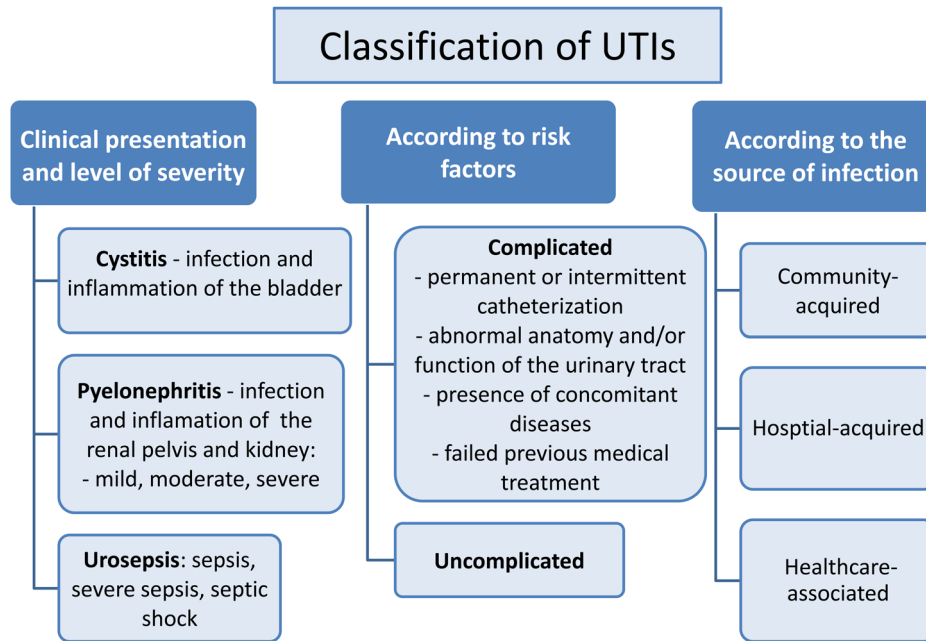 Classification of UTIs
Clinical presentation
and level of severity
Cystitis - infection and
inflammation of the bladder
Pyelonephritis - infection
and inflamation of the
renal pelvis and kidney:
- mild, moderate, severe
Urosepsis: sepsis,
severe sepsis, septic
shock
According to risk
factors
Complicated
- permanent or intermittent
catheterization
- abnormal anatomy and/or
function of the urinary tract
- presence of concomitant
diseases
- failed previous medical
treatment
Uncomplicated
According to the
source of infection
Community-
acquired
Hosptial-acquired
Healthcare-
associated